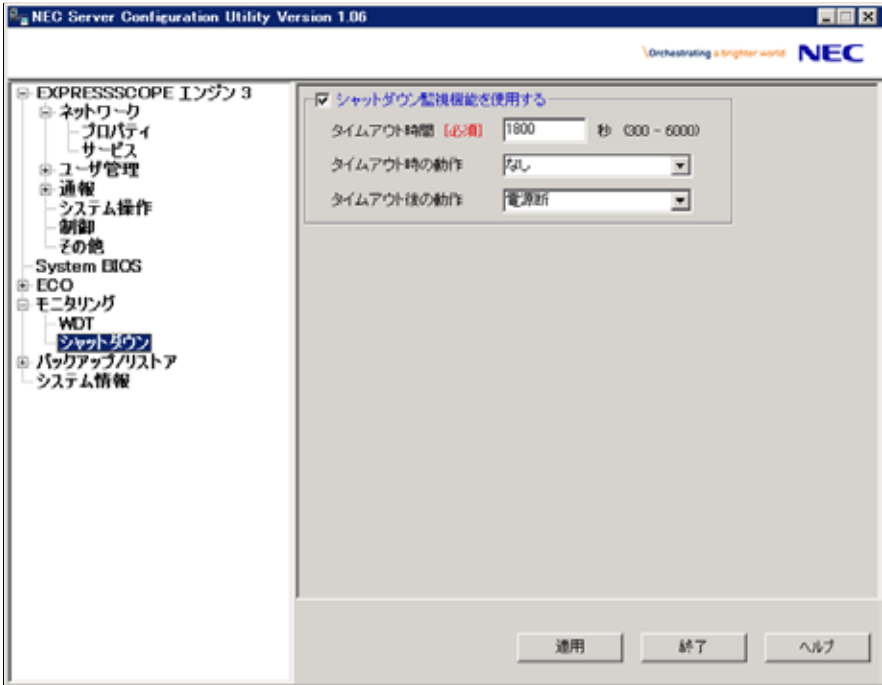 NEC Server Configuration Utility Version 1.06
\Orchestrating a brighter world NEC
EXPRESSSCOPE エンジン 3
ネットワーク
プロパティ
サービス
ユーザ管理
通報
システム操作
制御
その他
System BIOS
ECO
モニタリング
WDT
シャットダウン
バックアップ/リストア
システム情報
シャットダウン監視機能を使用する
タイムアウト時間 [必須] 1800 秒 (300 - 6000)
タイムアウト時の動作 なし
タイムアウト後の動作 電源断
適用 終了 ヘルプ